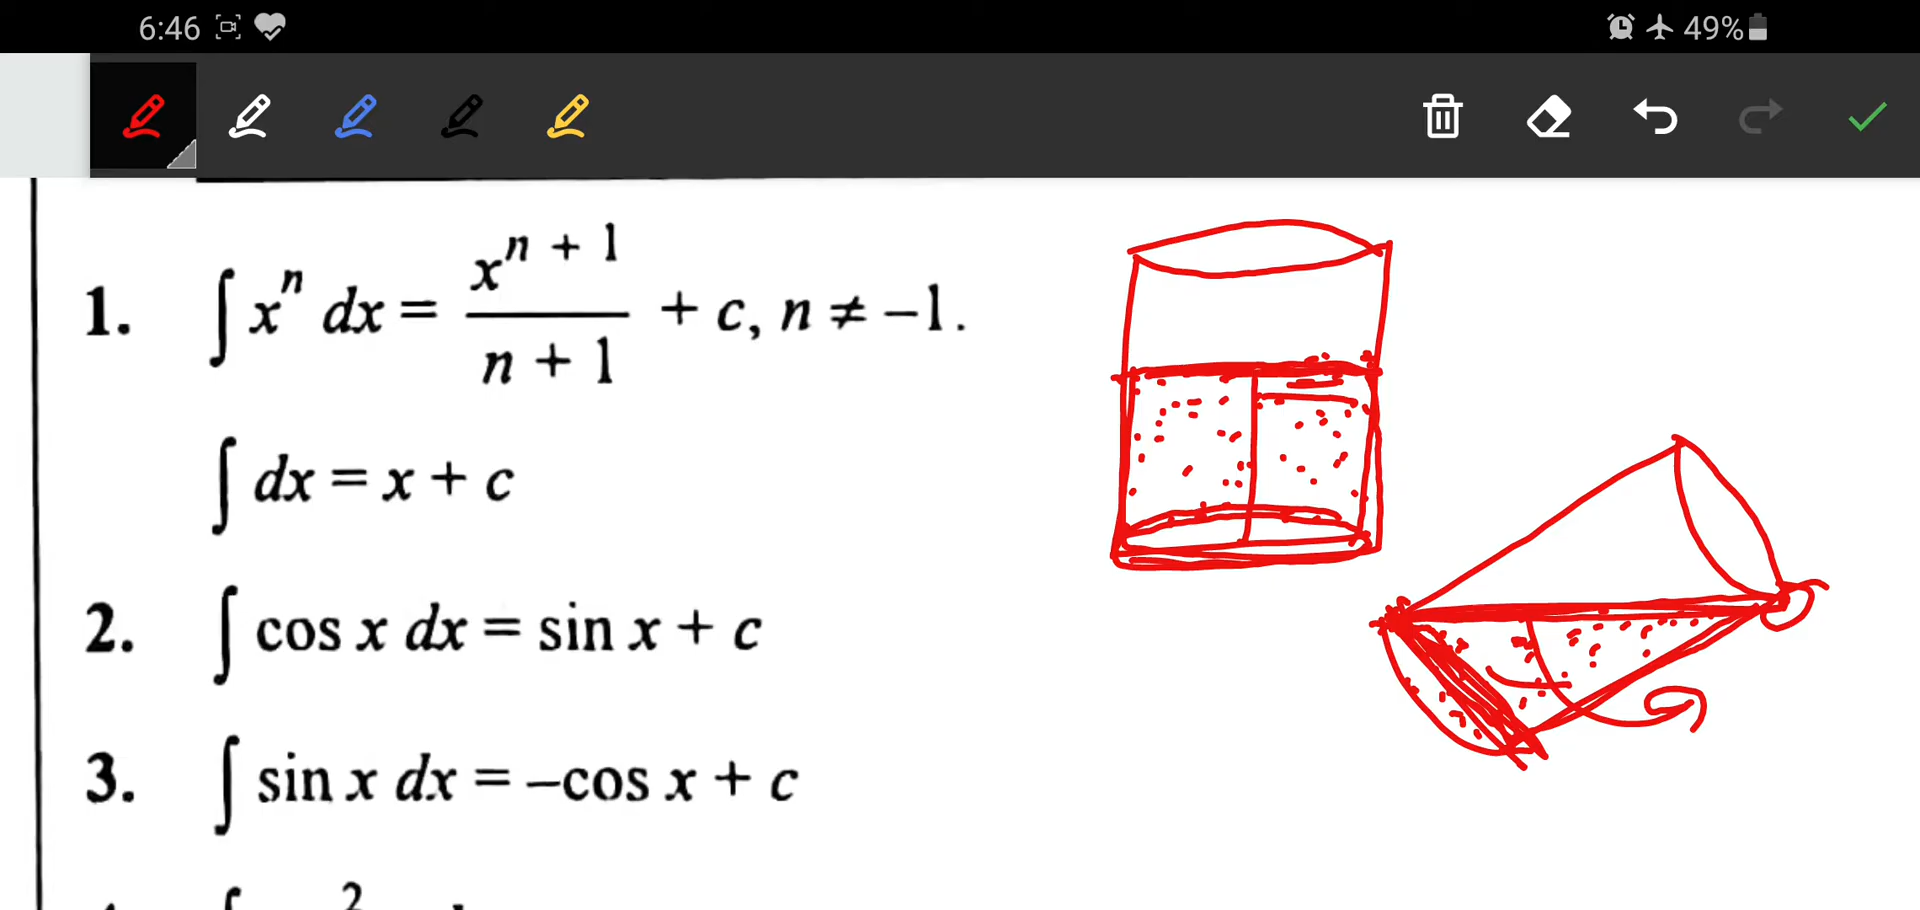 6:46 49%
1. ∫ xⁿ dx = xⁿ⁺¹/(n + 1) + c, n ≠ −1.
∫ dx = x + c
2. ∫ cos x dx = sin x + c
3. ∫ sin x dx = −cos x + c